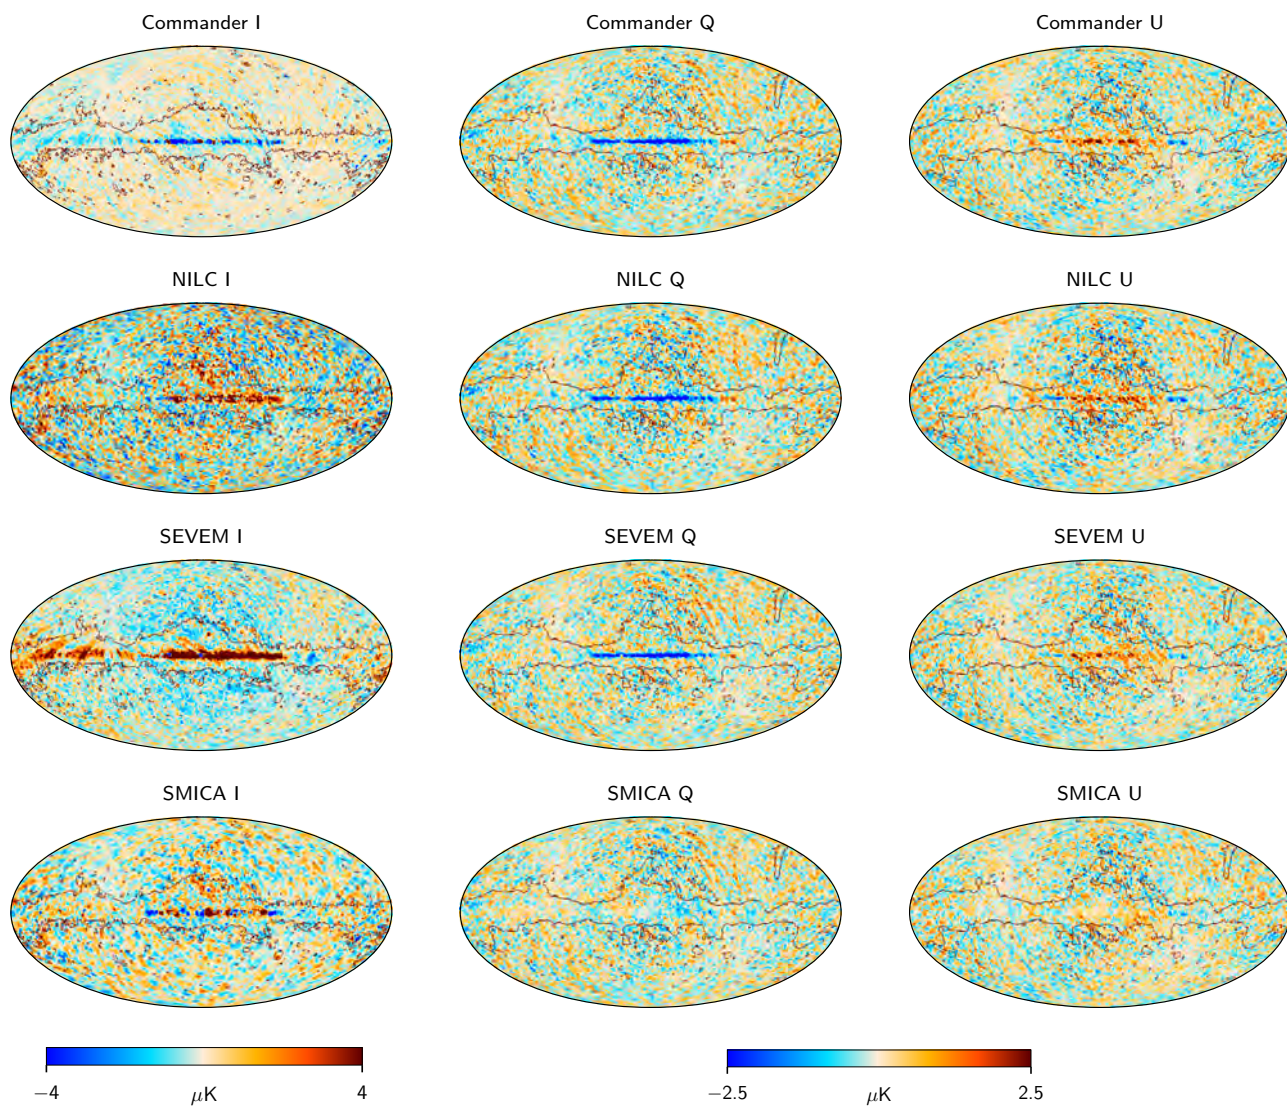 Commander I
Commander Q
Commander U
NILC I
NILC Q
NILC U
SEVEM I
SEVEM Q
SEVEM U
SMICA I
SMICA Q
SMICA U
−4 μK 4
−2.5 μK 2.5